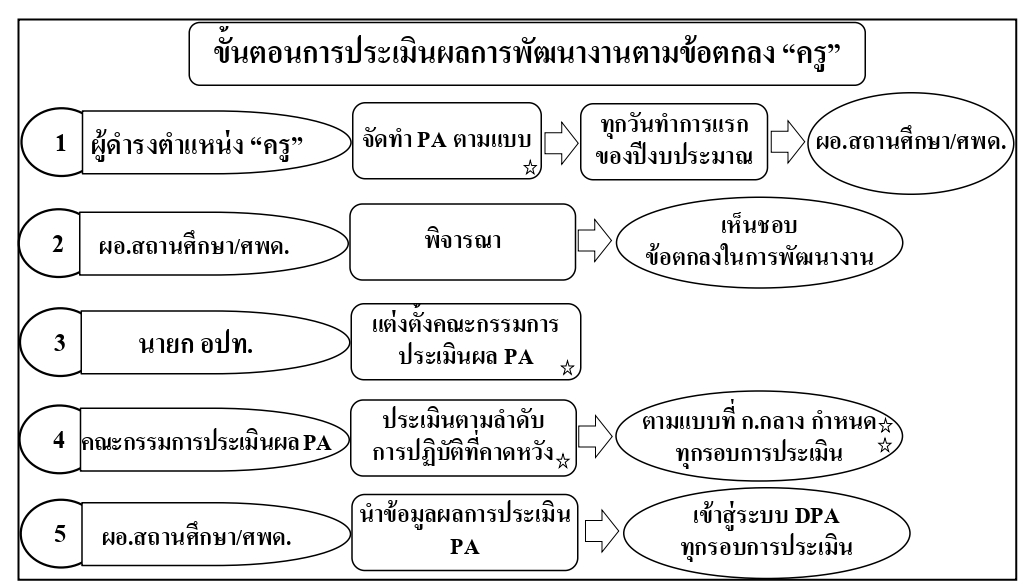 ขั้นตอนการประเมินผลการพัฒนางานตามข้อตกลง “ครู”
1
ผู้ดำรงตำแหน่ง “ครู”
จัดทำ PA ตามแบบ
ทุกวันทำการแรก
ของปีงบประมาณ
ผอ.สถานศึกษา/ศพด.
2
ผอ.สถานศึกษา/ศพด.
พิจารณา
เห็นชอบ
ข้อตกลงในการพัฒนางาน
3
นายก อปท.
แต่งตั้งคณะกรรมการ
ประเมินผล PA
4
คณะกรรมการประเมินผล PA
ประเมินตามลำดับ
การปฏิบัติที่คาดหวัง
ตามแบบที่ ก.กลาง กำหนด
ทุกรอบการประเมิน
5
ผอ.สถานศึกษา/ศพด.
นำข้อมูลผลการประเมิน
PA
เข้าสู่ระบบ DPA
ทุกรอบการประเมิน